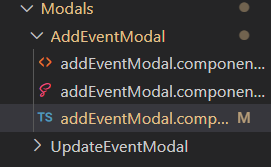 Modals
AddEventModal
<> addEventModal.componen...
addEventModal.componen...
TS addEventModal.comp... M
UpdateEventModal